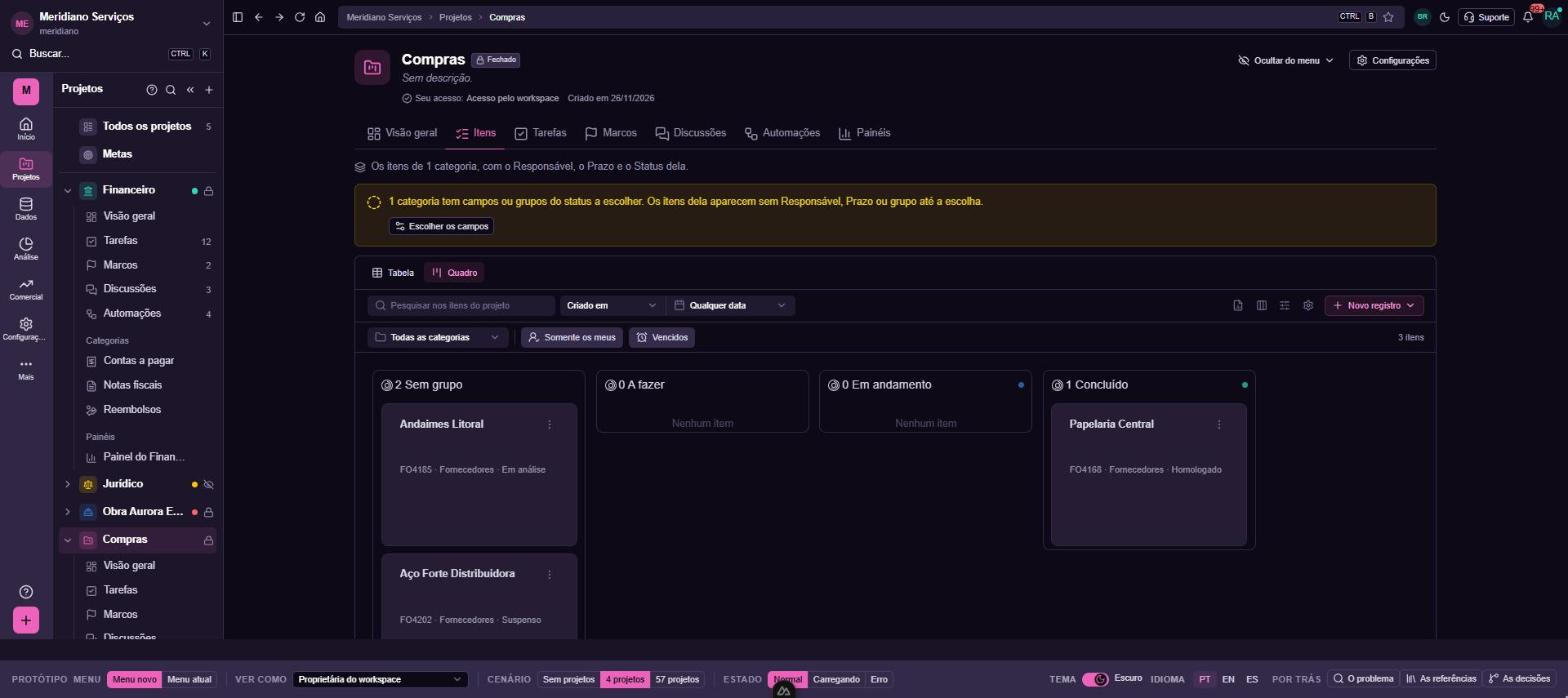 ME Meridiano Serviços
meridiano
Buscar... CTRL K
Meridiano Serviços > Projetos > Compras
CTRL B
BR
Suporte
99+
RA
M
Início
Projetos
Dados
Análise
Comercial
Configuraç...
Mais
Projetos
Todos os projetos 5
Metas
Financeiro
Visão geral
Tarefas 12
Marcos 2
Discussões 3
Automações 4
Categorias
Contas a pagar
Notas fiscais
Reembolsos
Painéis
Painel do Finan...
Jurídico
Obra Aurora E...
Compras
Visão geral
Tarefas
Marcos
Discussões
Compras Fechado
Sem descrição.
Seu acesso: Acesso pelo workspace Criado em 26/11/2026
Ocultar do menu
Configurações
Visão geral Itens Tarefas Marcos Discussões Automações Painéis
Os itens de 1 categoria, com o Responsável, o Prazo e o Status dela.
1 categoria tem campos ou grupos do status a escolher. Os itens dela aparecem sem Responsável, Prazo ou grupo até a escolha.
Escolher os campos
Tabela Quadro
Pesquisar nos itens do projeto Criado em Qualquer data + Novo registro
Todas as categorias Somente os meus Vencidos 3 itens
2 Sem grupo
Andaimes Litoral
FO4185 · Fornecedores · Em análise
Aço Forte Distribuidora
FO4202 · Fornecedores · Suspenso
0 A fazer
Nenhum item
0 Em andamento
Nenhum item
1 Concluído
Papelaria Central
FO4168 · Fornecedores · Homologado
PROTÓTIPO MENU Menu novo Menu atual VER COMO Proprietária do workspace CENÁRIO Sem projetos 4 projetos 57 projetos ESTADO Normal Carregando Erro TEMA Escuro IDIOMA PT EN ES POR TRÁS O problema As referências As decisões